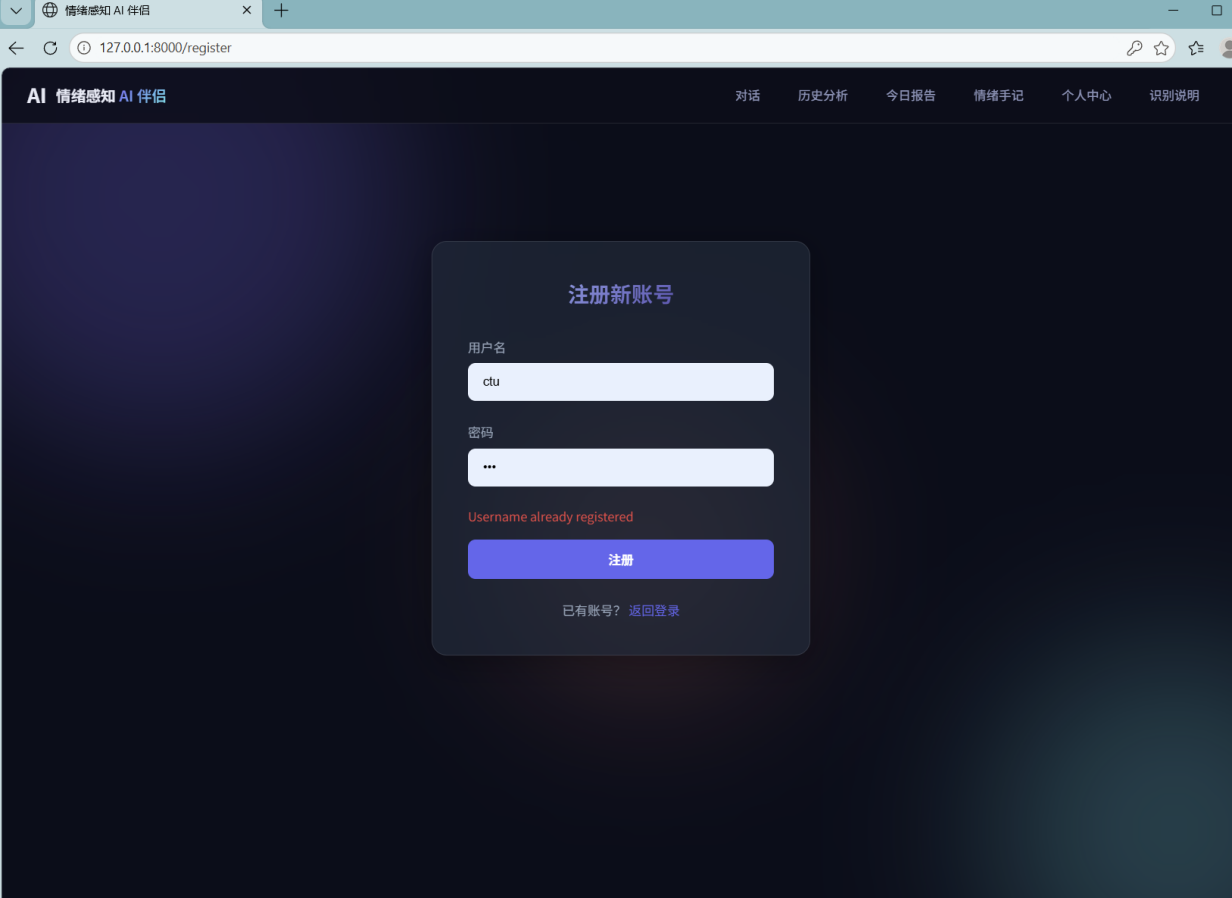 情绪感知 AI 伴侣
127.0.0.1:8000/register
AI 情绪感知 AI 伴侣
对话 历史分析 今日报告 情绪手记 个人中心 识别说明
注册新账号
用户名
ctu
密码
•••
Username already registered
注册
已有账号? 返回登录